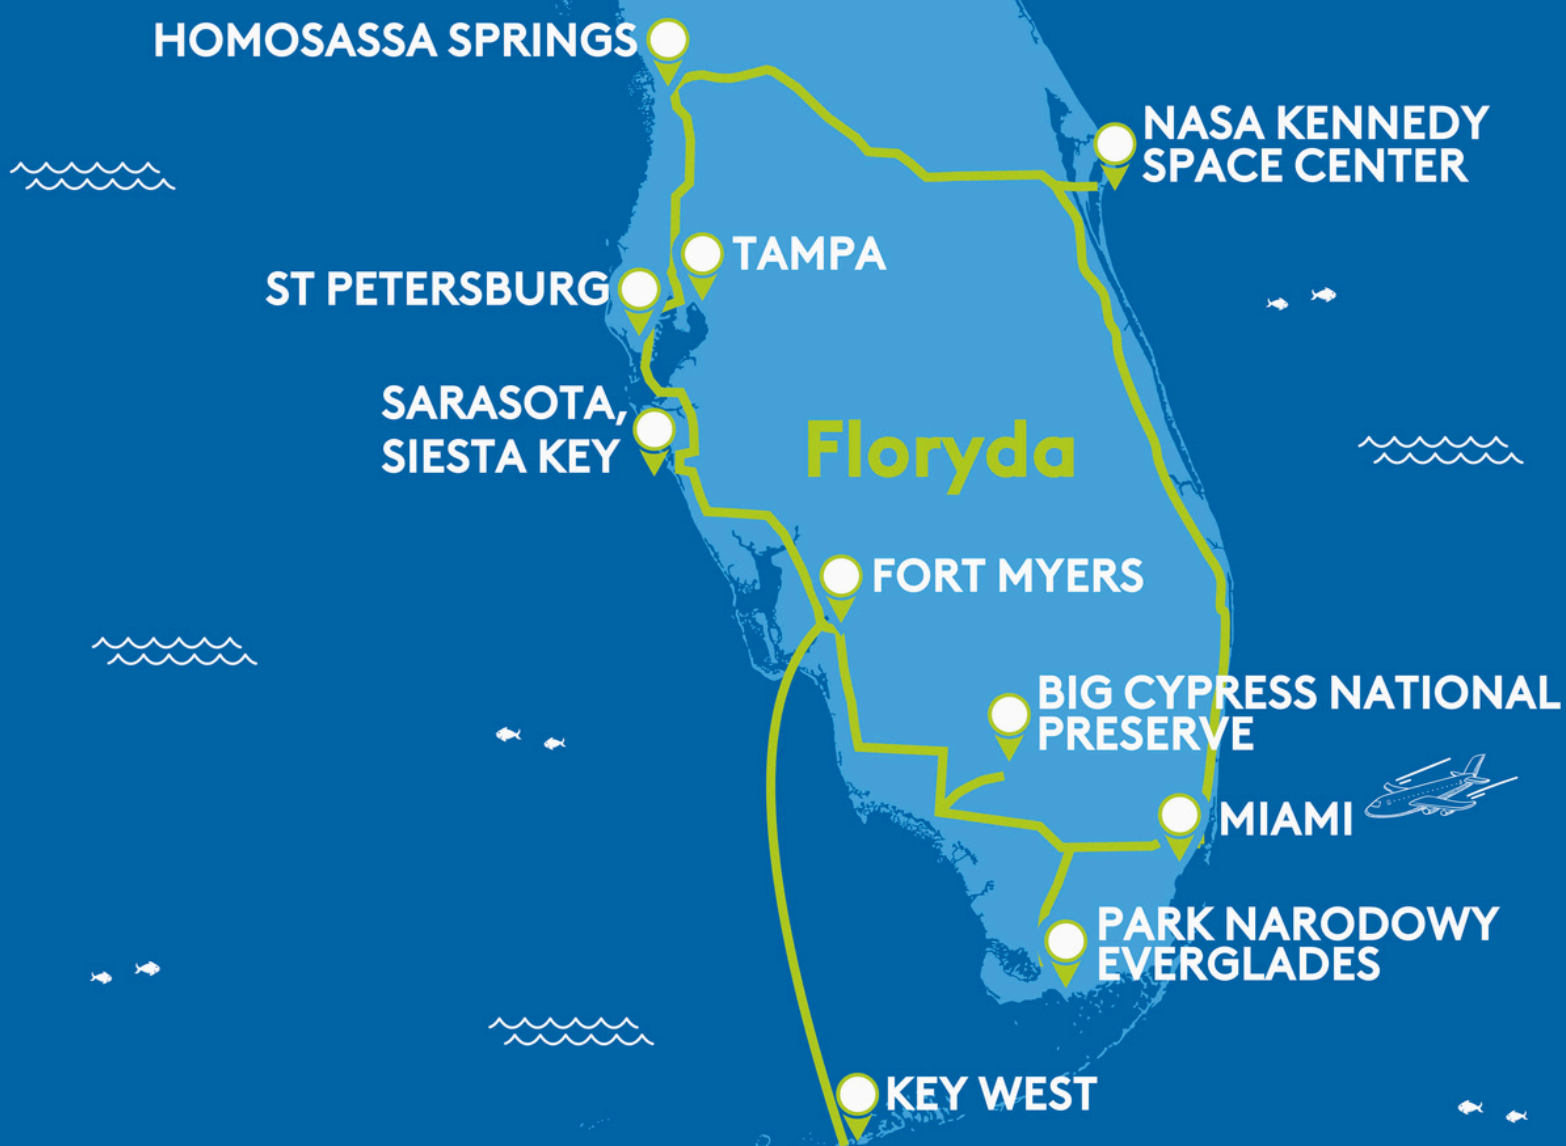 HOMOSASSA SPRINGS
NASA KENNEDY
SPACE CENTER
TAMPA
ST PETERSBURG
SARASOTA,
SIESTA KEY
Floryda
FORT MYERS
BIG CYPRESS NATIONAL
PRESERVE
MIAMI
PARK NARODOWY
EVERGLADES
KEY WEST